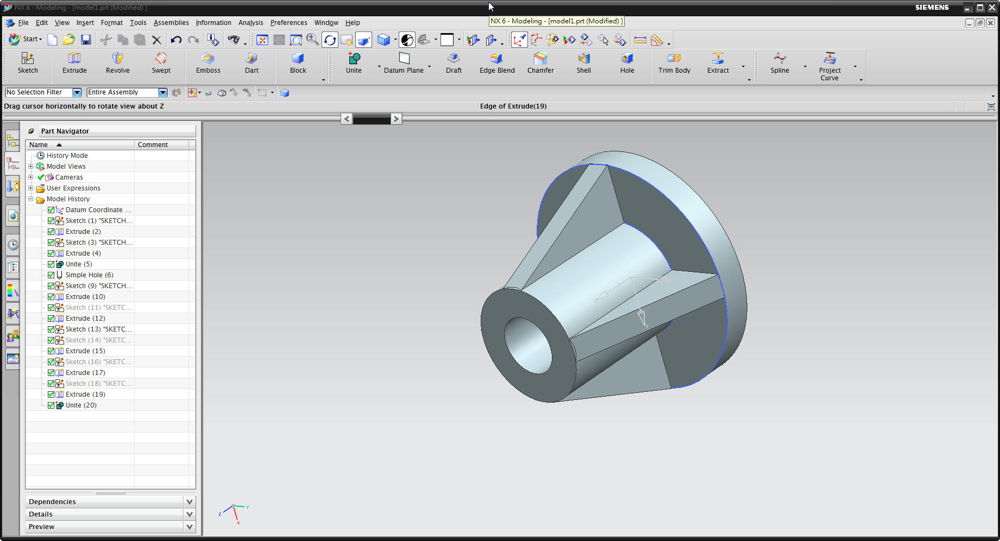 NX 6 - Modeling - [model1.prt (Modified) ]
SIEMENS
File Edit View Insert Format Tools Assemblies Information Analysis Preferences Window Help
NX 6 - Modeling - [model1.prt (Modified) ]
Start
Sketch Extrude Revolve Swept Emboss Dart Block Unite Datum Plane Draft Edge Blend Chamfer Shell Hole Trim Body Extract Spline Project Curve
No Selection Filter Entire Assembly
Drag cursor horizontally to rotate view about Z Edge of Extrude(19)
Part Navigator
Name Comment
History Mode
Model Views
Cameras
User Expressions
Model History
Datum Coordinate ...
Sketch (1) "SKETCH...
Extrude (2)
Sketch (3) "SKETCH...
Extrude (4)
Unite (5)
Simple Hole (6)
Sketch (9) "SKETCH...
Extrude (10)
Sketch (11) "SKETC...
Extrude (12)
Sketch (13) "SKETC...
Sketch (14) "SKETC...
Extrude (15)
Sketch (16) "SKETC...
Extrude (17)
Sketch (18) "SKETC...
Extrude (19)
Unite (20)
Dependencies
Details
Preview
Z Y
X
X